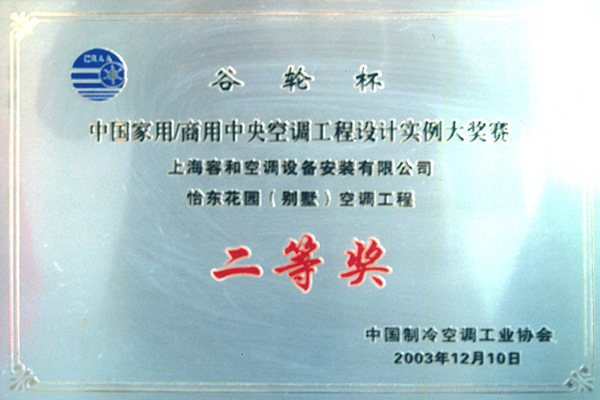 CRAA
谷轮杯
中国家用/商用中央空调工程设计实例大奖赛
上海容和空调设备安装有限公司
怡东花园（别墅）空调工程
二等奖
中国制冷空调工业协会
2003年12月10日